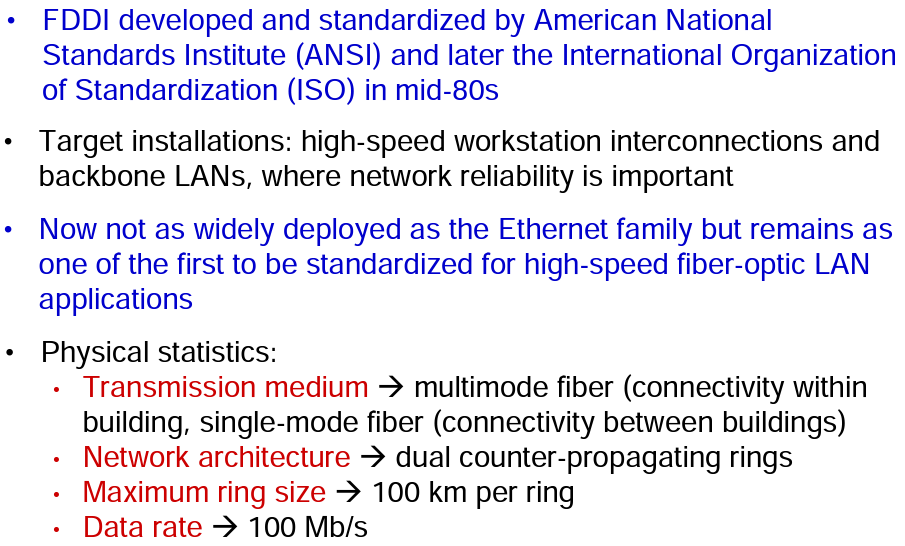 • FDDI developed and standardized by American National
Standards Institute (ANSI) and later the International Organization
of Standardization (ISO) in mid-80s
• Target installations: high-speed workstation interconnections and
backbone LANs, where network reliability is important
• Now not as widely deployed as the Ethernet family but remains as
one of the first to be standardized for high-speed fiber-optic LAN
applications
• Physical statistics:
• Transmission medium → multimode fiber (connectivity within
building, single-mode fiber (connectivity between buildings)
• Network architecture → dual counter-propagating rings
• Maximum ring size → 100 km per ring
• Data rate → 100 Mb/s